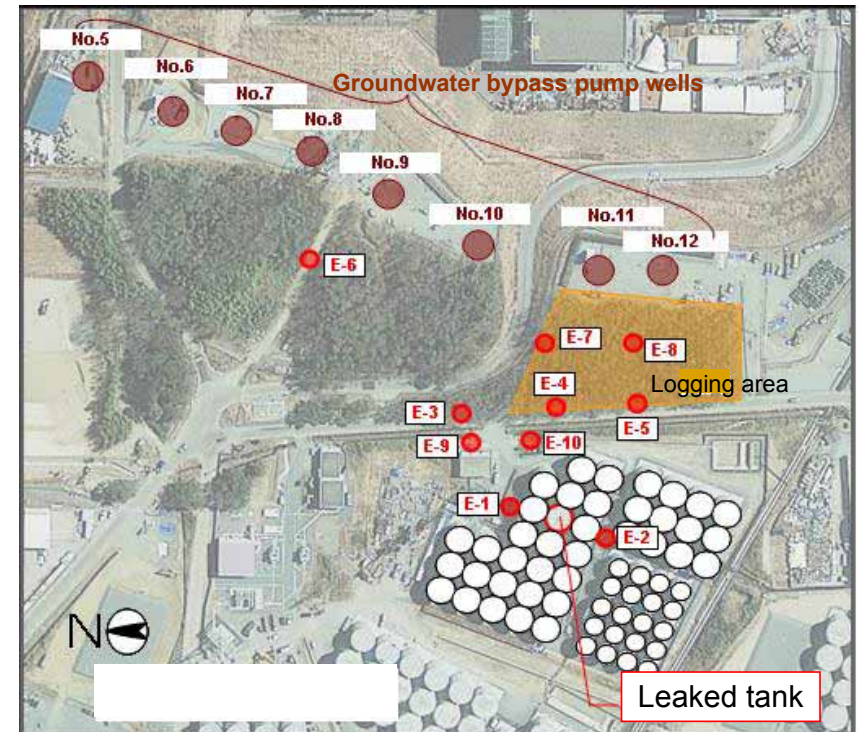 No.5
No.6
Groundwater bypass pump wells
No.7
No.8
No.9
No.10
No.11
No.12
E-6
E-7
E-8
Logging area
E-4
E-3
E-5
E-9
E-10
E-1
E-2
N
Leaked tank